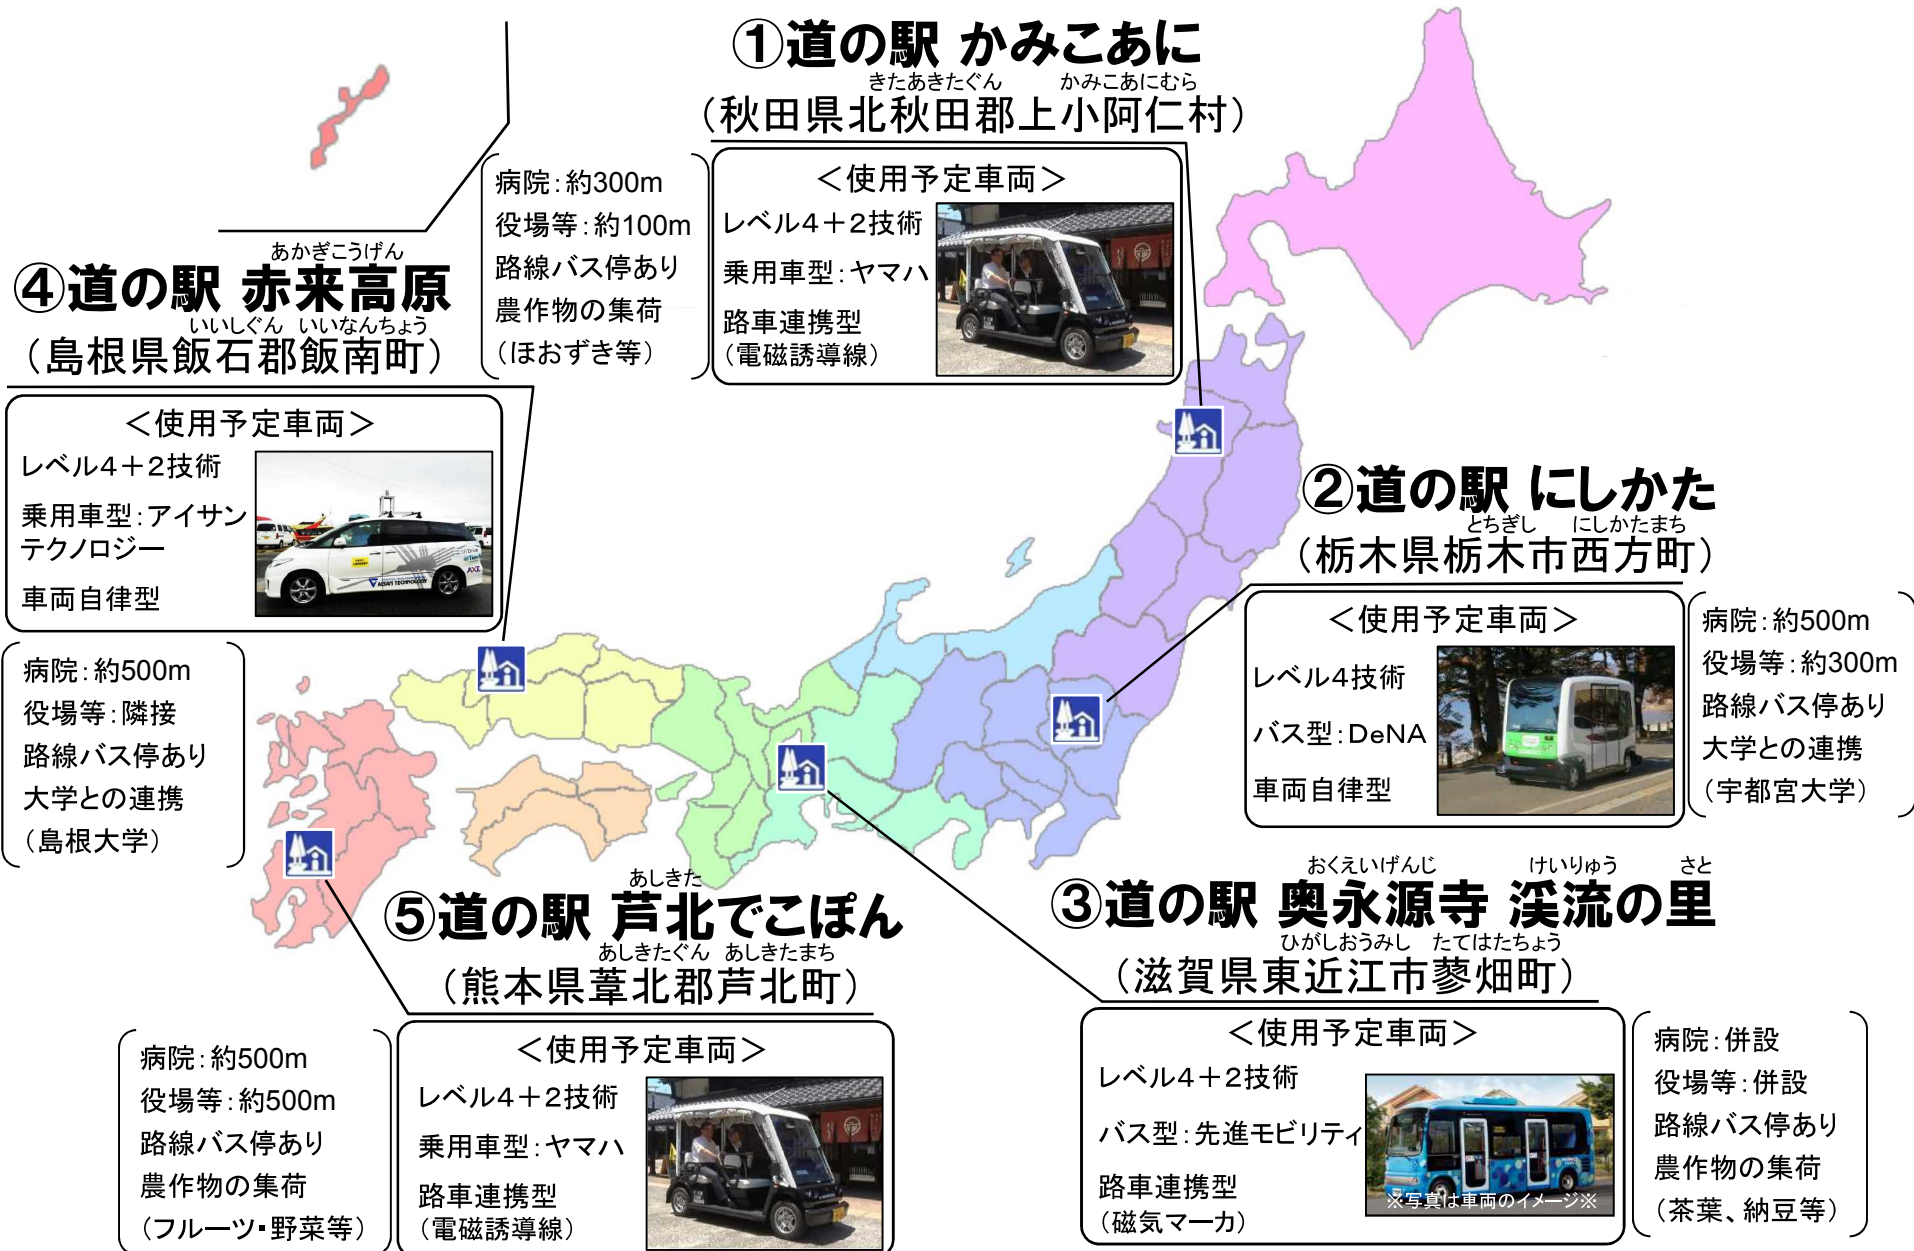 ①道の駅 かみこあに
きたあきたぐん かみこあにむら
（秋田県北秋田郡上小阿仁村）
病院：約300m
役場等：約100m
路線バス停あり
農作物の集荷
（ほおずき等）
＜使用予定車両＞
レベル4＋2技術
乗用車型：ヤマハ
路車連携型
（電磁誘導線）
あかぎこうげん
④道の駅 赤来高原
いいしぐん いいなんちょう
（島根県飯石郡飯南町）
＜使用予定車両＞
レベル4＋2技術
乗用車型：アイサン
テクノロジー
車両自律型
AISAN TECHNOLOGY
AXE
病院：約500m
役場等：隣接
路線バス停あり
大学との連携
（島根大学）
②道の駅 にしかた
とちぎし にしかたまち
（栃木県栃木市西方町）
＜使用予定車両＞
レベル4技術
バス型：DeNA
車両自律型
病院：約500m
役場等：約300m
路線バス停あり
大学との連携
（宇都宮大学）
おくえいげんじ けいりゅう さと
③道の駅 奥永源寺 渓流の里
ひがしおうみし たてはたちょう
（滋賀県東近江市蓼畑町）
＜使用予定車両＞
レベル4＋2技術
バス型：先進モビリティ
路車連携型
（磁気マーカ）
※写真は車両のイメージ※
病院：併設
役場等：併設
路線バス停あり
農作物の集荷
（茶葉、納豆等）
あしきた
⑤道の駅 芦北でこぽん
あしきたぐん あしきたまち
（熊本県葦北郡芦北町）
病院：約500m
役場等：約500m
路線バス停あり
農作物の集荷
（フルーツ・野菜等）
＜使用予定車両＞
レベル4＋2技術
乗用車型：ヤマハ
路車連携型
（電磁誘導線）